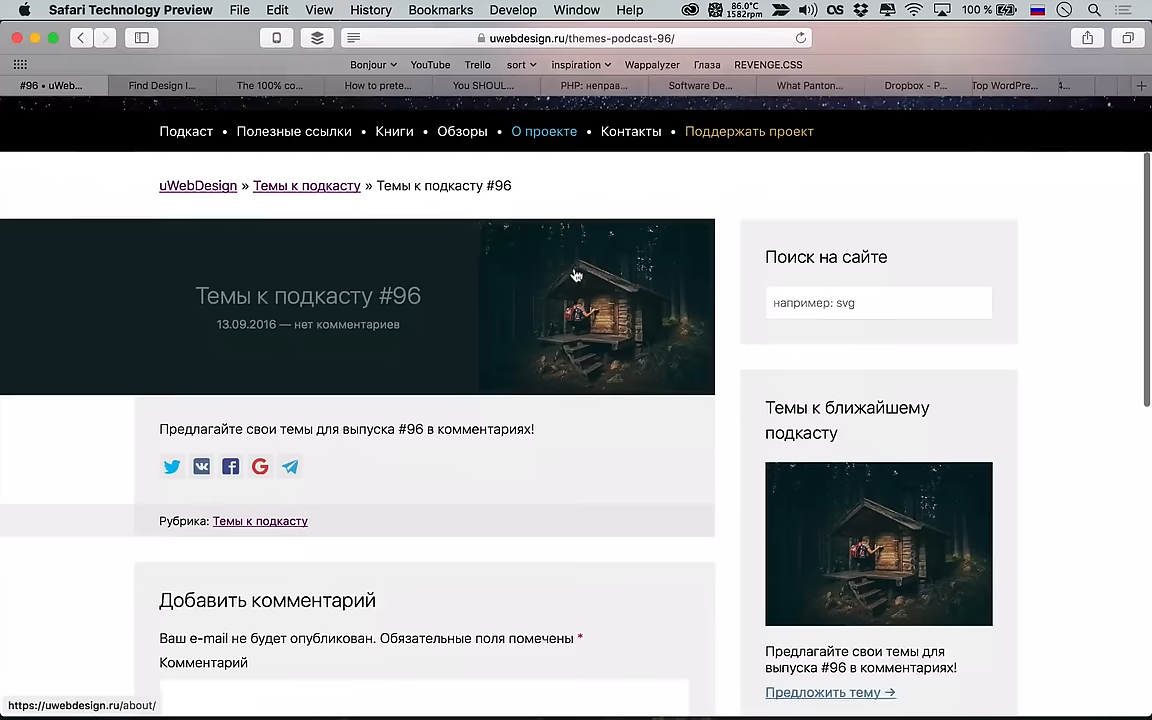 Safari Technology Preview File Edit View History Bookmarks Develop Window Help 86.0°C 1582rpm 100 %
uwebdesign.ru/themes-podcast-96/
Bonjour YouTube Trello sort inspiration Wappalyzer Глаза REVENGE.CSS
#96 • uWeb... Find Design I... The 100% co... How to prete... You SHOUL... PHP: неправ... Software De... What Panton... Dropbox - P... Top WordPre... 4...
Подкаст • Полезные ссылки • Книги • Обзоры • О проекте • Контакты • Поддержать проект
uWebDesign » Темы к подкасту » Темы к подкасту #96
Темы к подкасту #96
13.09.2016 — нет комментариев
Предлагайте свои темы для выпуска #96 в комментариях!
Рубрика: Темы к подкасту
Добавить комментарий
Ваш e-mail не будет опубликован. Обязательные поля помечены *
Комментарий
Поиск на сайте
например: svg
Темы к ближайшему
подкасту
Предлагайте свои темы для
выпуска #96 в комментариях!
Предложить тему →
https://uwebdesign.ru/about/